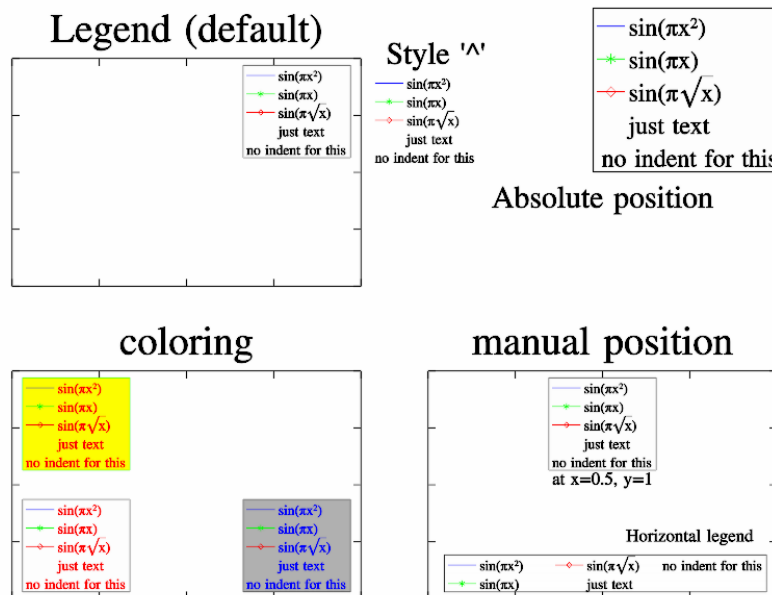 Legend (default)
sin(πx²)
sin(πx)
sin(π√x)
just text
no indent for this
Style '^'
sin(πx²)
sin(πx)
sin(π√x)
just text
no indent for this
sin(πx²)
sin(πx)
sin(π√x)
just text
no indent for this
Absolute position
coloring
sin(πx²)
sin(πx)
sin(π√x)
just text
no indent for this
sin(πx²)
sin(πx)
sin(π√x)
just text
no indent for this
sin(πx²)
sin(πx)
sin(π√x)
just text
no indent for this
manual position
sin(πx²)
sin(πx)
sin(π√x)
just text
no indent for this
at x=0.5, y=1
Horizontal legend
sin(πx²) sin(π√x) no indent for this
sin(πx) just text